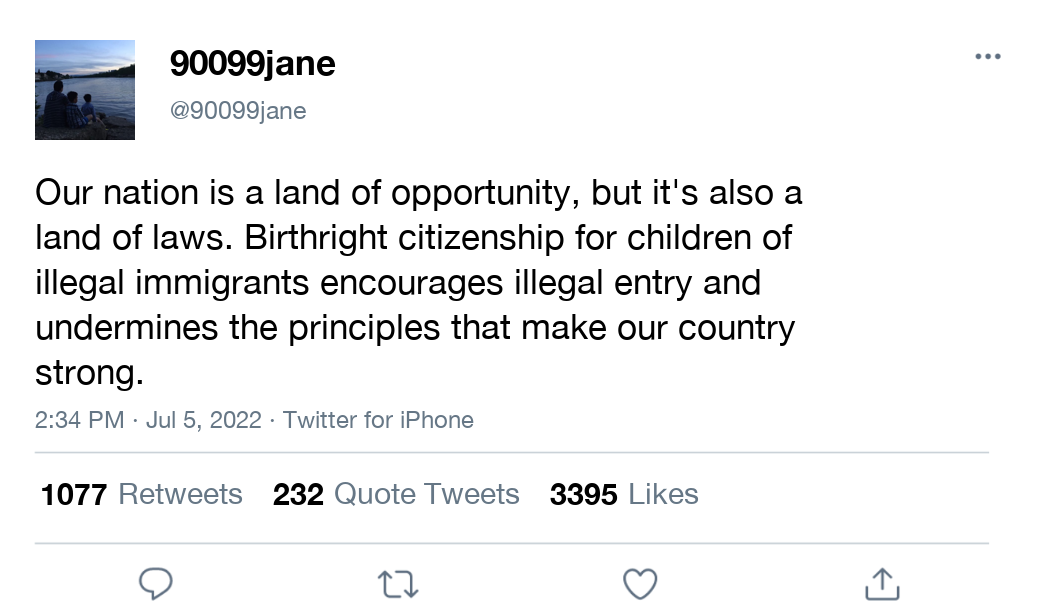 90099jane
@90099jane
Our nation is a land of opportunity, but it's also a
land of laws. Birthright citizenship for children of
illegal immigrants encourages illegal entry and
undermines the principles that make our country
strong.
2:34 PM · Jul 5, 2022 · Twitter for iPhone
1077 Retweets 232 Quote Tweets 3395 Likes